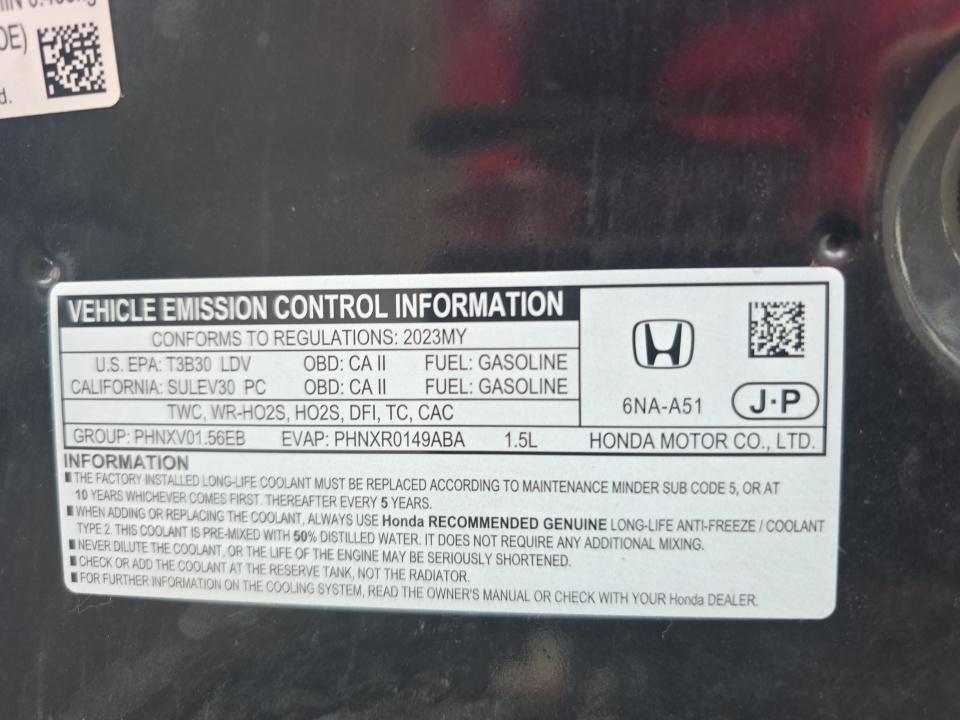 DE)
d.
VEHICLE EMISSION CONTROL INFORMATION
CONFORMS TO REGULATIONS: 2023MY
U.S. EPA: T3B30 LDV OBD: CA II FUEL: GASOLINE
CALIFORNIA: SULEV30 PC OBD: CA II FUEL: GASOLINE
TWC, WR-HO2S, HO2S, DFI, TC, CAC
6NA-A51 J·P
GROUP: PHNXV01.56EB EVAP: PHNXR0149ABA 1.5L HONDA MOTOR CO., LTD.
INFORMATION
THE FACTORY INSTALLED LONG-LIFE COOLANT MUST BE REPLACED ACCORDING TO MAINTENANCE MINDER SUB CODE 5, OR AT
10 YEARS WHICHEVER COMES FIRST. THEREAFTER EVERY 5 YEARS.
WHEN ADDING OR REPLACING THE COOLANT, ALWAYS USE Honda RECOMMENDED GENUINE LONG-LIFE ANTI-FREEZE / COOLANT
TYPE 2. THIS COOLANT IS PRE-MIXED WITH 50% DISTILLED WATER. IT DOES NOT REQUIRE ANY ADDITIONAL MIXING.
NEVER DILUTE THE COOLANT, OR THE LIFE OF THE ENGINE MAY BE SERIOUSLY SHORTENED.
CHECK OR ADD THE COOLANT AT THE RESERVE TANK, NOT THE RADIATOR.
FOR FURTHER INFORMATION ON THE COOLING SYSTEM, READ THE OWNER'S MANUAL OR CHECK WITH YOUR Honda DEALER.